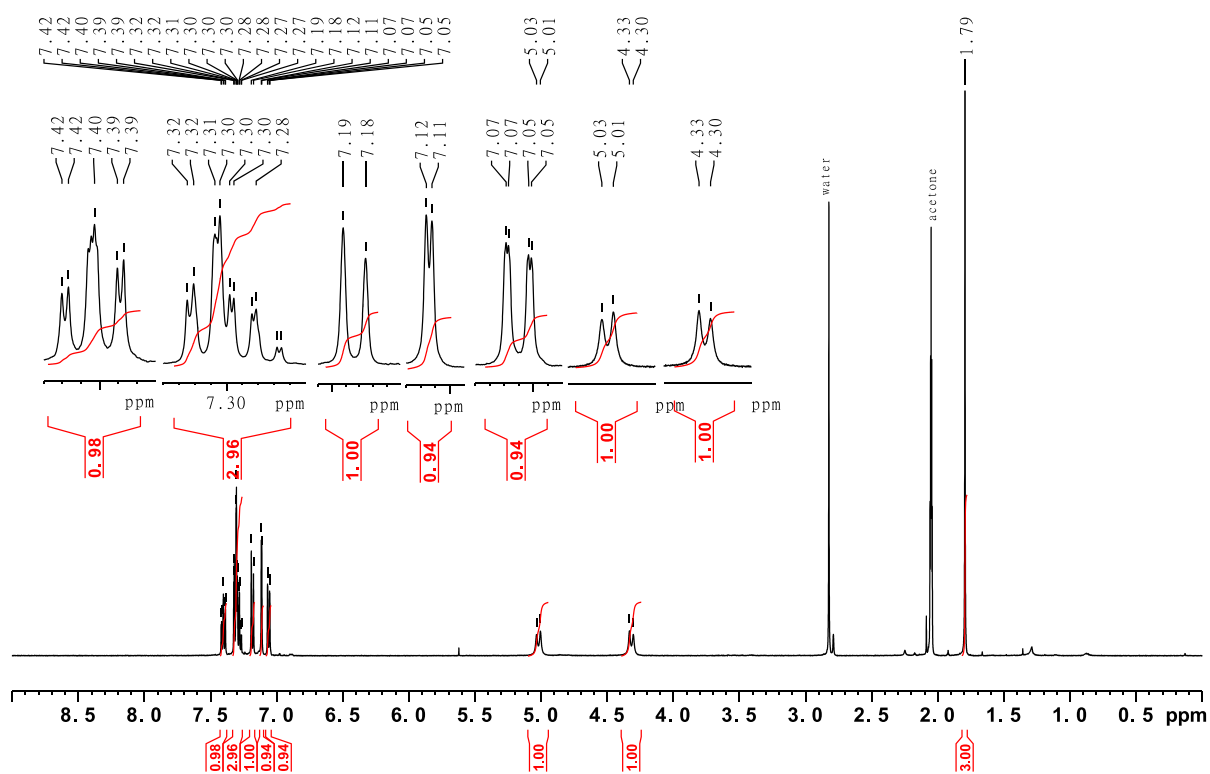 7.42 7.42 7.40 7.39 7.39 7.32 7.32 7.31 7.30 7.30 7.30 7.28 7.28 7.27 7.27 7.19 7.18 7.12 7.11 7.07 7.07 7.05 7.05 5.03 5.01 4.33 4.30 1.79
7.42 7.42 7.40 7.39 7.39 7.32 7.32 7.31 7.30 7.30 7.30 7.28 7.19 7.18 7.12 7.11 7.07 7.07 7.05 7.05 5.03 5.01 4.33 4.30
water acetone
ppm 7.30 ppm ppm ppm ppm ppm ppm
0.98 2.96 1.00 0.94 0.94 1.00 1.00
8.5 8.0 7.5 7.0 6.5 6.0 5.5 5.0 4.5 4.0 3.5 3.0 2.5 2.0 1.5 1.0 0.5 ppm
0.98 2.96 1.00 0.94 0.94 1.00 1.00 3.00